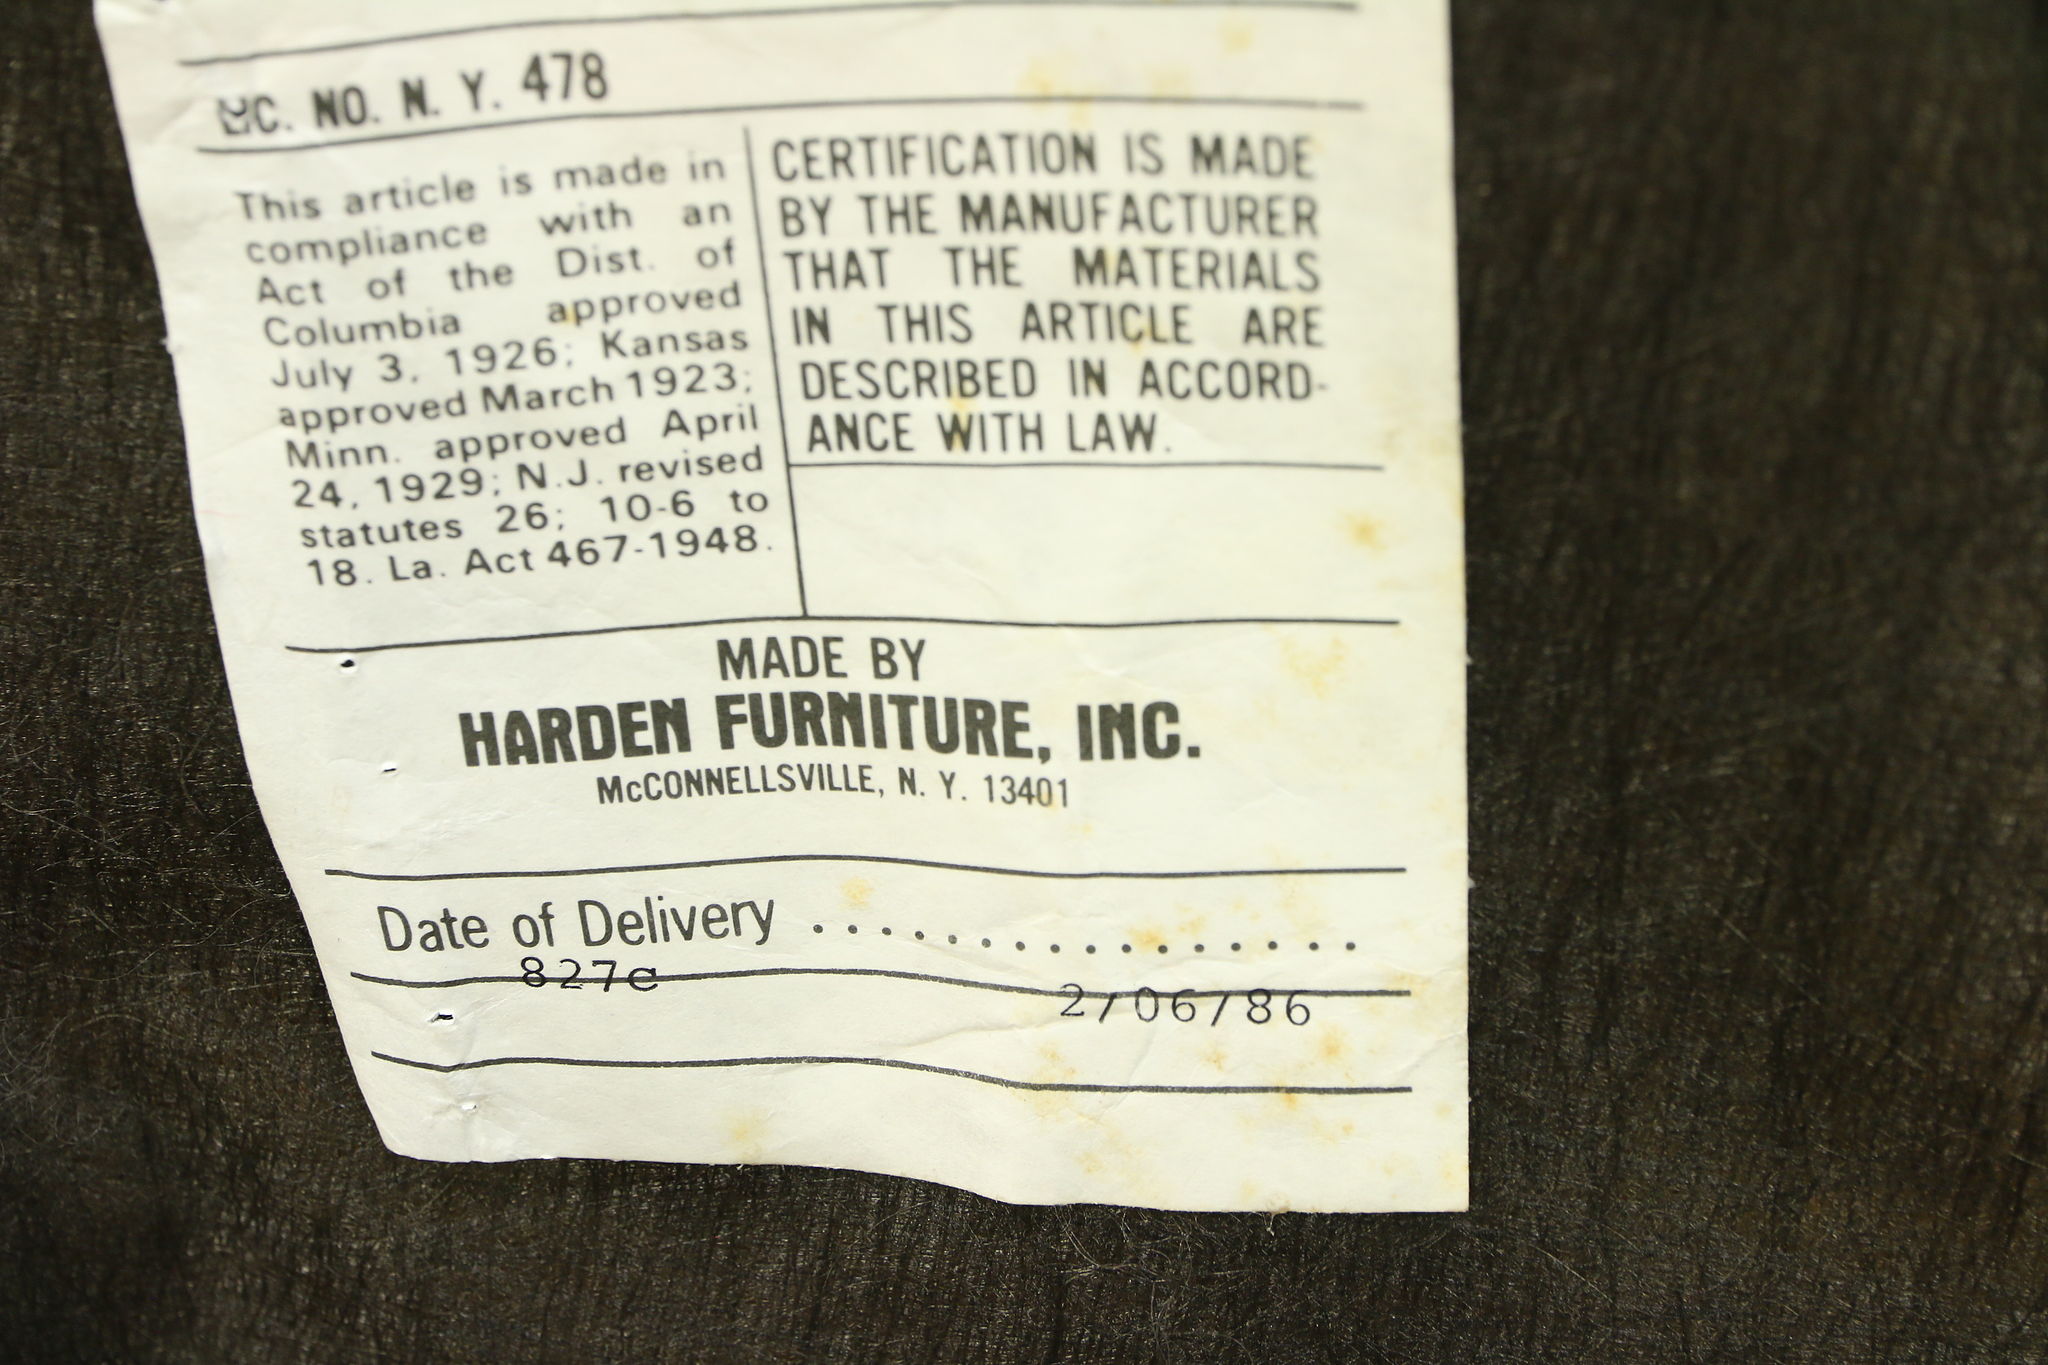 C. NO. N. Y. 478
This article is made in
compliance with an
Act of the Dist. of
Columbia approved
July 3, 1926; Kansas
approved March 1923;
Minn. approved April
24, 1929; N.J. revised
statutes 26; 10-6 to
18. La. Act 467-1948.
CERTIFICATION IS MADE
BY THE MANUFACTURER
THAT THE MATERIALS
IN THIS ARTICLE ARE
DESCRIBED IN ACCORD-
ANCE WITH LAW.
MADE BY
HARDEN FURNITURE, INC.
McCONNELLSVILLE, N. Y. 13401
Date of Delivery . . . . . . . . . . . . . . . .
827c
2/06/86